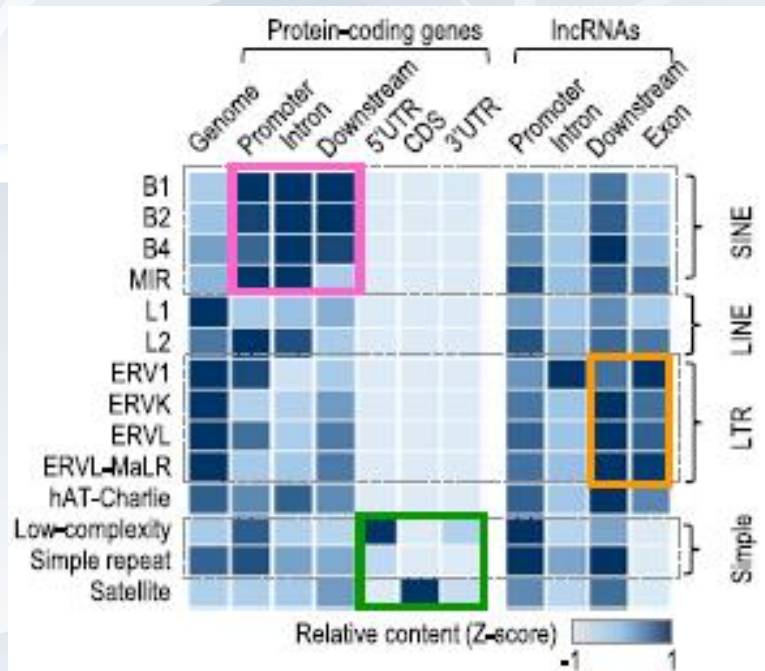 Protein-coding genes lncRNAs
Genome Promoter Intron Downstream 5'UTR CDS 3'UTR Promoter Intron Downstream Exon
B1
B2
B4
MIR
SINE
L1
L2
LINE
ERV1
ERVK
ERVL
ERVL-MaLR
LTR
hAT-Charlie
Low-complexity
Simple repeat
Simple
Satellite
Relative content (Z-score)
-1 1